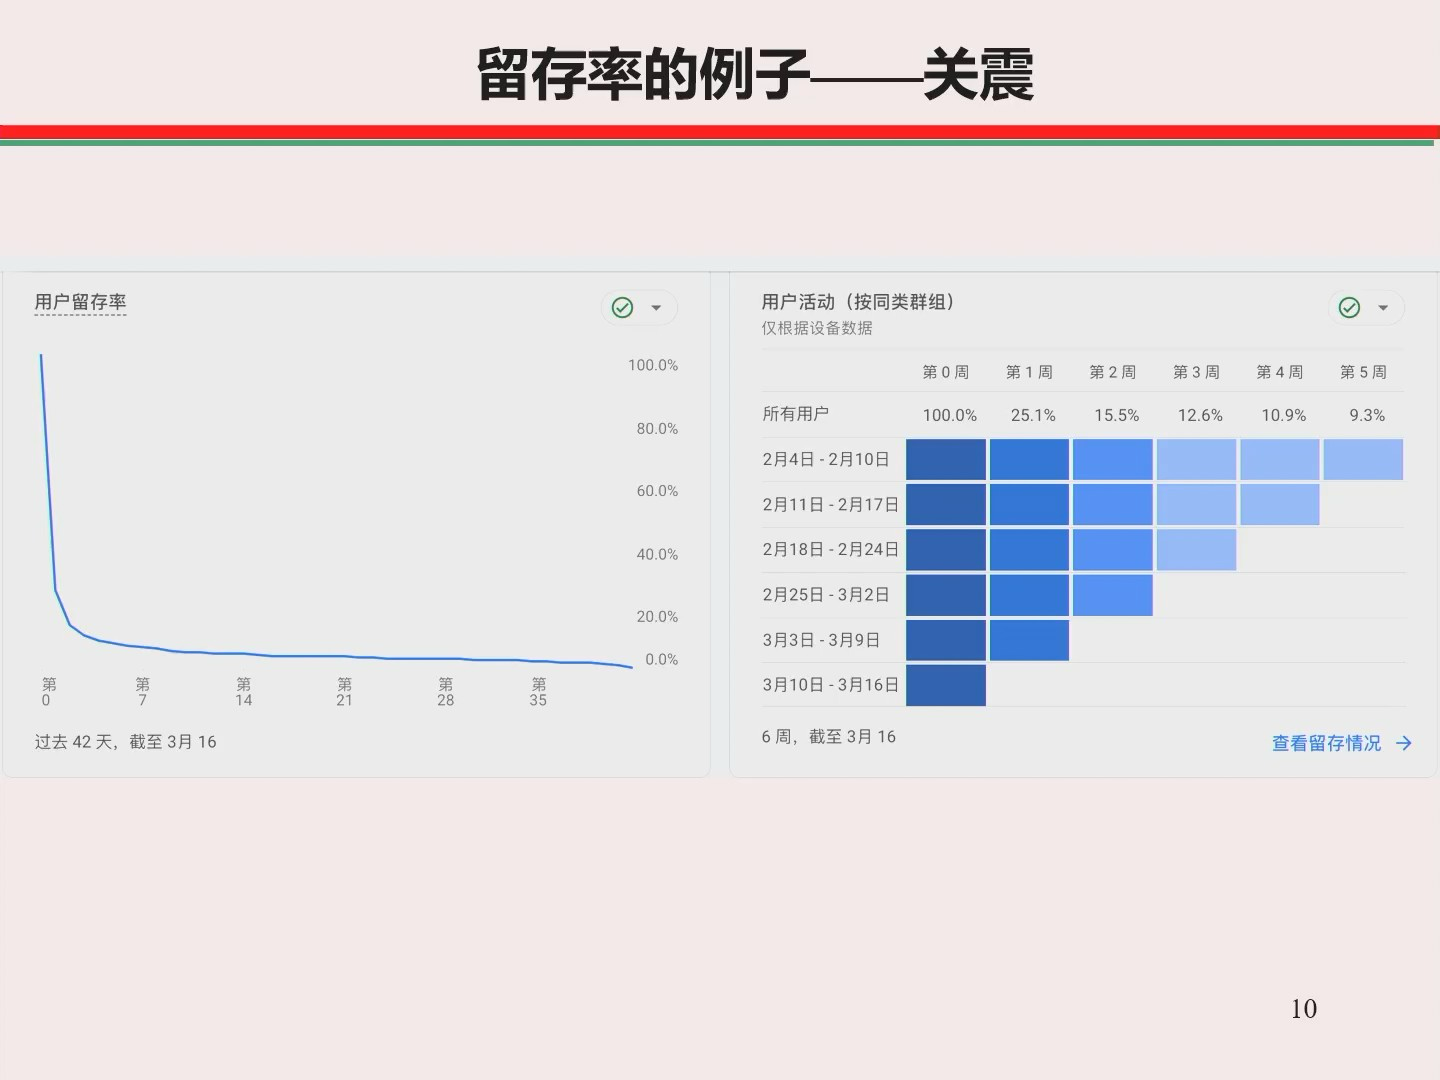 留存率的例子——关震
用户留存率
100.0%
80.0%
60.0%
40.0%
20.0%
0.0%
第 第 第 第 第 第
0 7 14 21 28 35
过去 42 天，截至 3月 16
用户活动（按同类群组）
仅根据设备数据
第 0 周 第 1 周 第 2 周 第 3 周 第 4 周 第 5 周
所有用户 100.0% 25.1% 15.5% 12.6% 10.9% 9.3%
2月4日 - 2月10日
2月11日 - 2月17日
2月18日 - 2月24日
2月25日 - 3月2日
3月3日 - 3月9日
3月10日 - 3月16日
6 周，截至 3月 16
查看留存情况
10